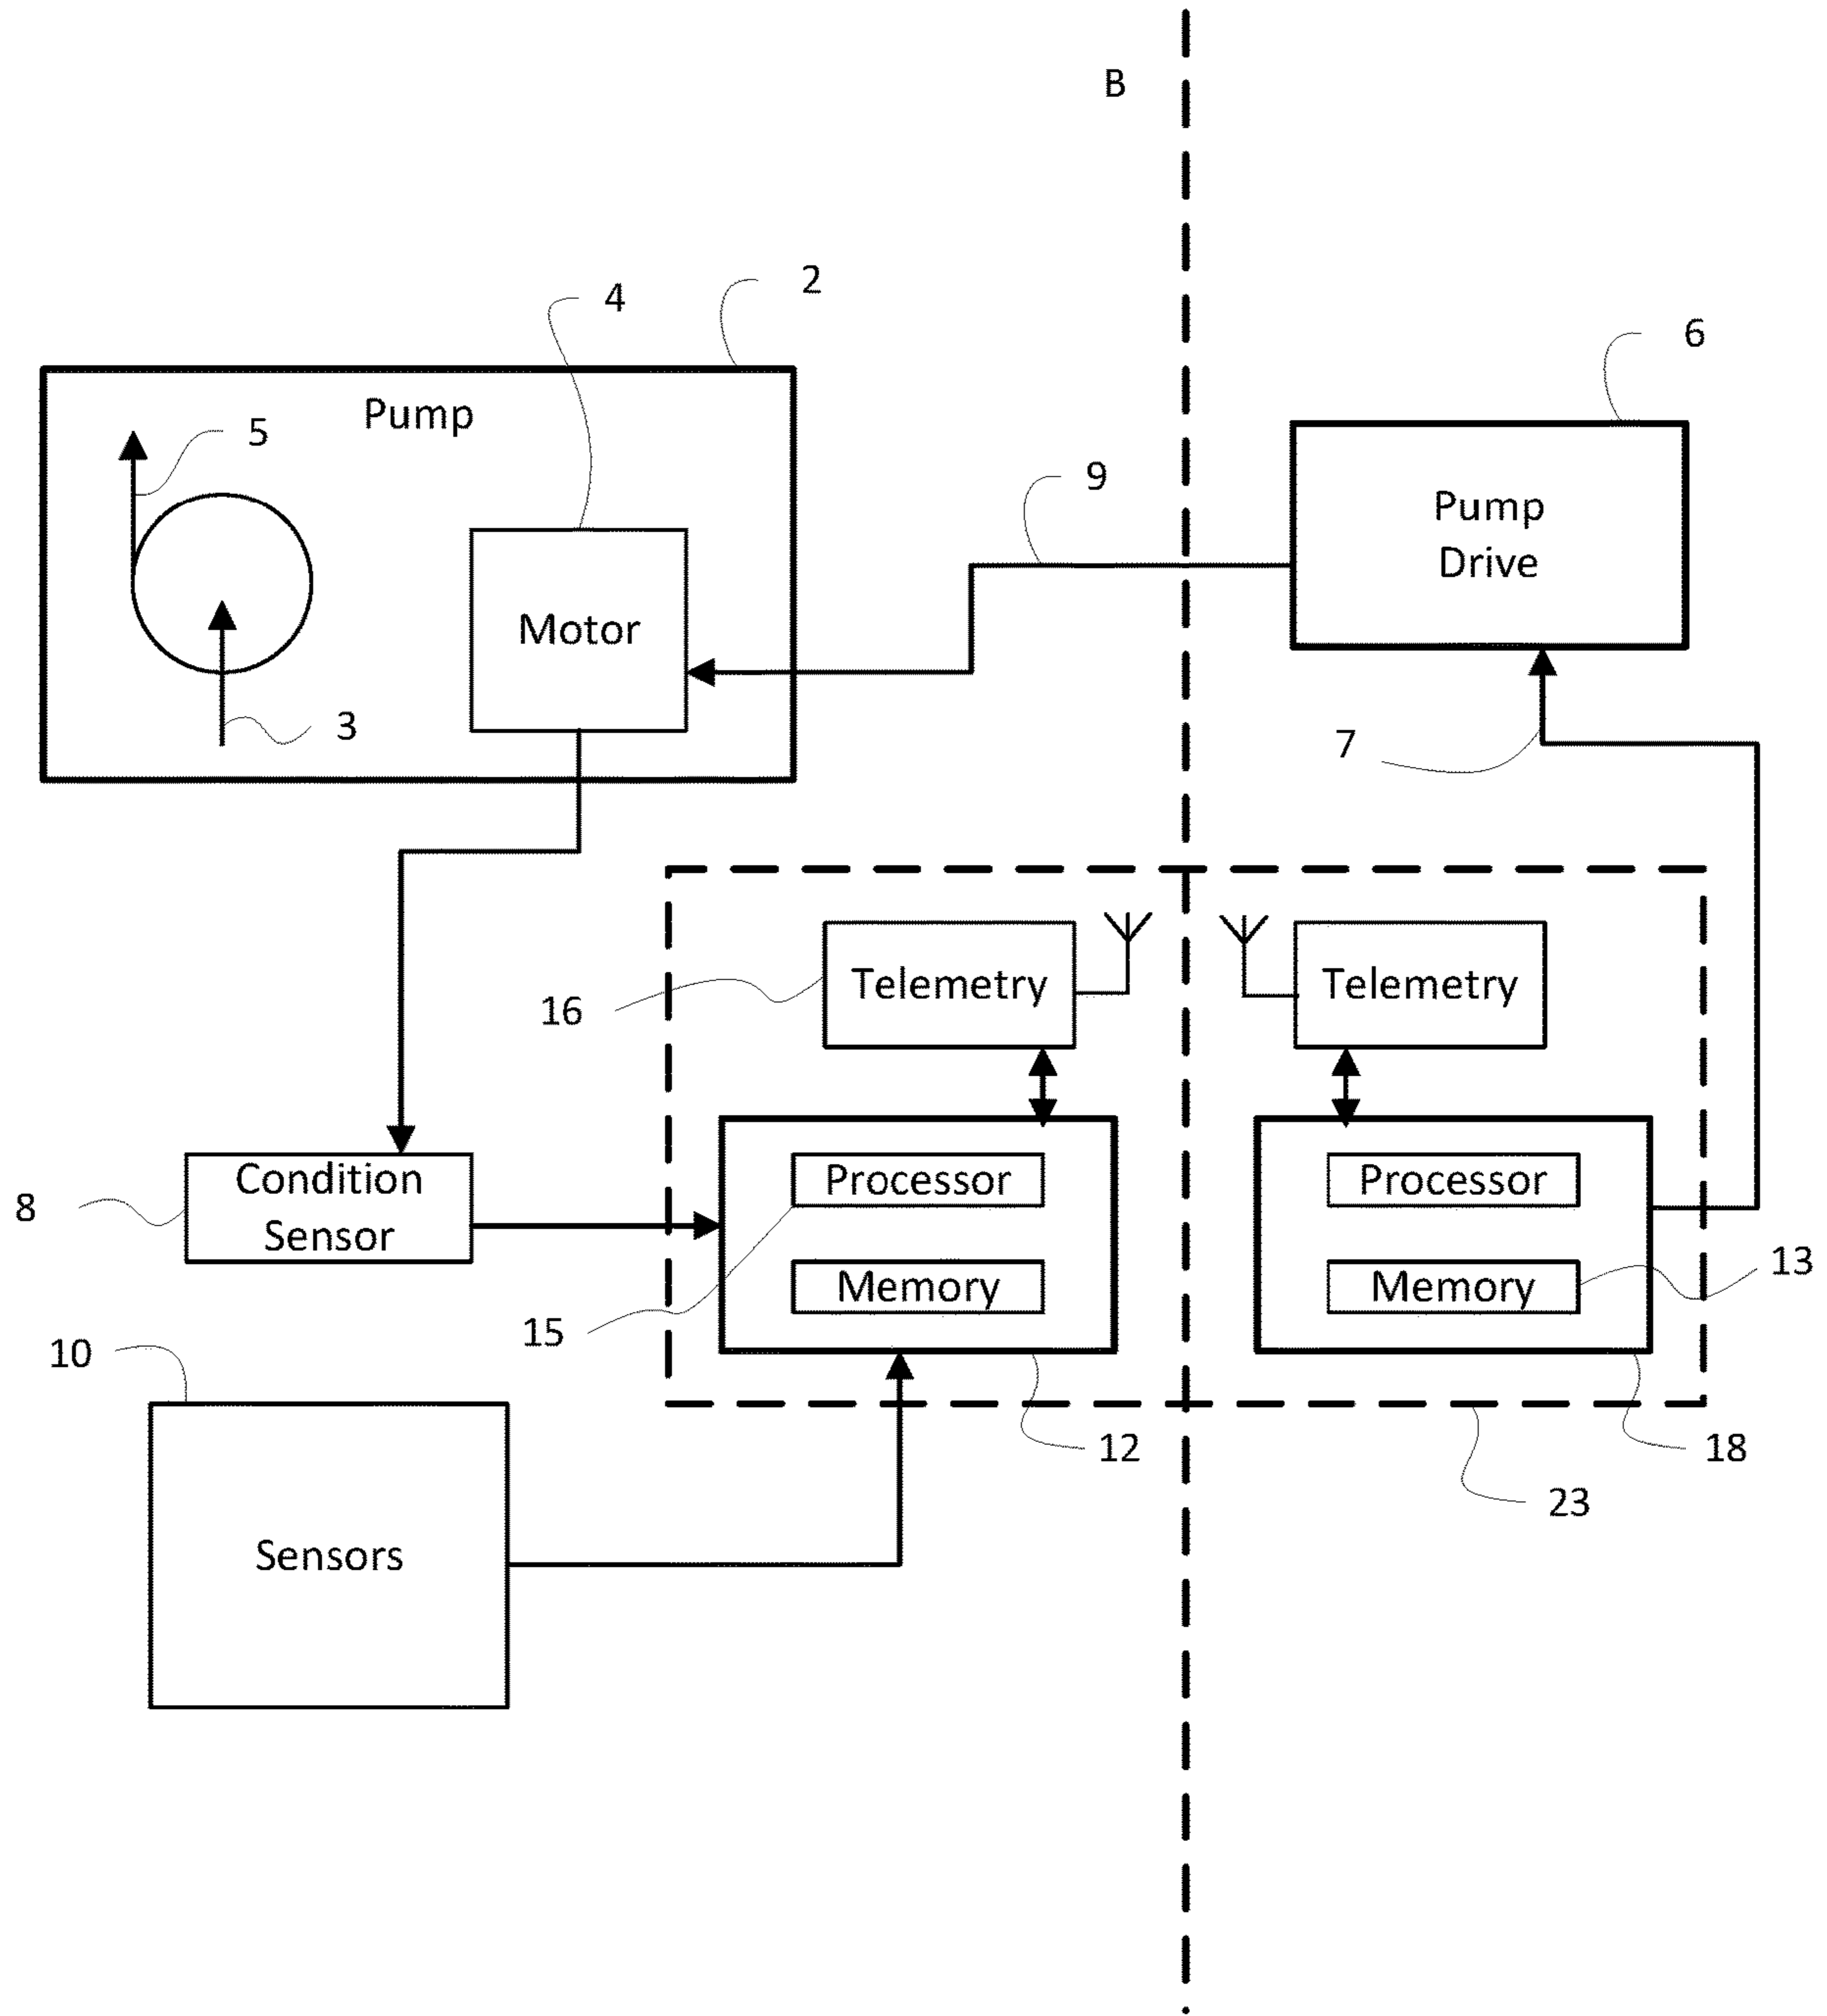 B
2
4
6
Pump
5
9
Pump
Drive
Motor
3
7
Telemetry
Telemetry
16
Condition
Sensor
Processor
Processor
8
Memory
Memory
13
15
10
12
18
23
Sensors